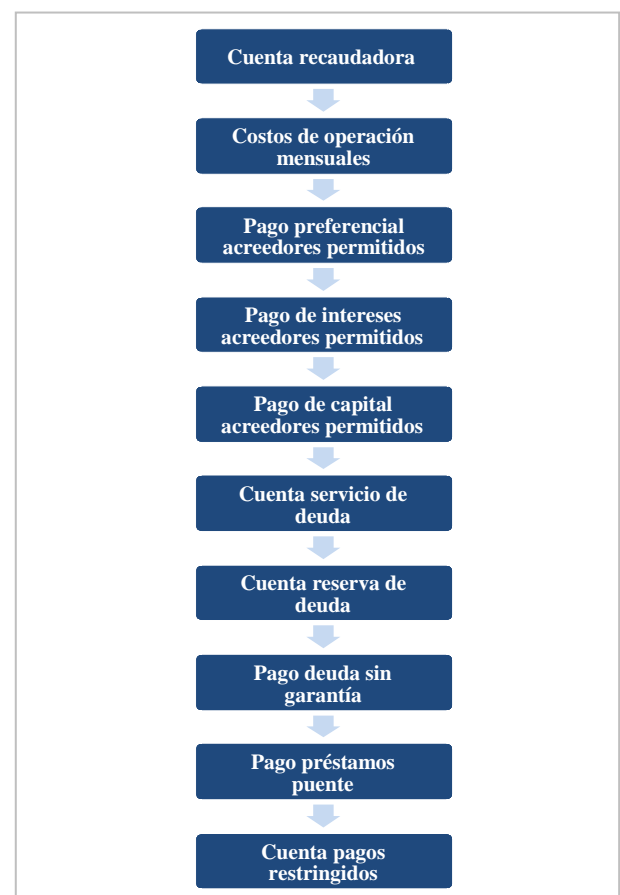 Cuenta recaudadora
Costos de operación
mensuales
Pago preferencial
acreedores permitidos
Pago de intereses
acreedores permitidos
Pago de capital
acreedores permitidos
Cuenta servicio de
deuda
Cuenta reserva de
deuda
Pago deuda sin
garantía
Pago préstamos
puente
Cuenta pagos
restringidos